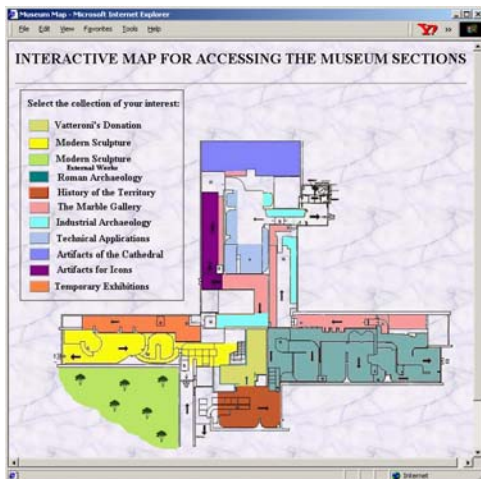 Museum Map - Microsoft Internet Explorer
File Edit View Favorites Tools Help
INTERACTIVE MAP FOR ACCESSING THE MUSEUM SECTIONS
Select the collection of your interest:
Vatteroni's Donation
Modern Sculpture
Modern Sculpture
External Works
Roman Archaeology
History of the Territory
The Marble Gallery
Industrial Archaeology
Technical Applications
Artifacts of the Cathedral
Artifacts for Icons
Temporary Exhibitions
Internet